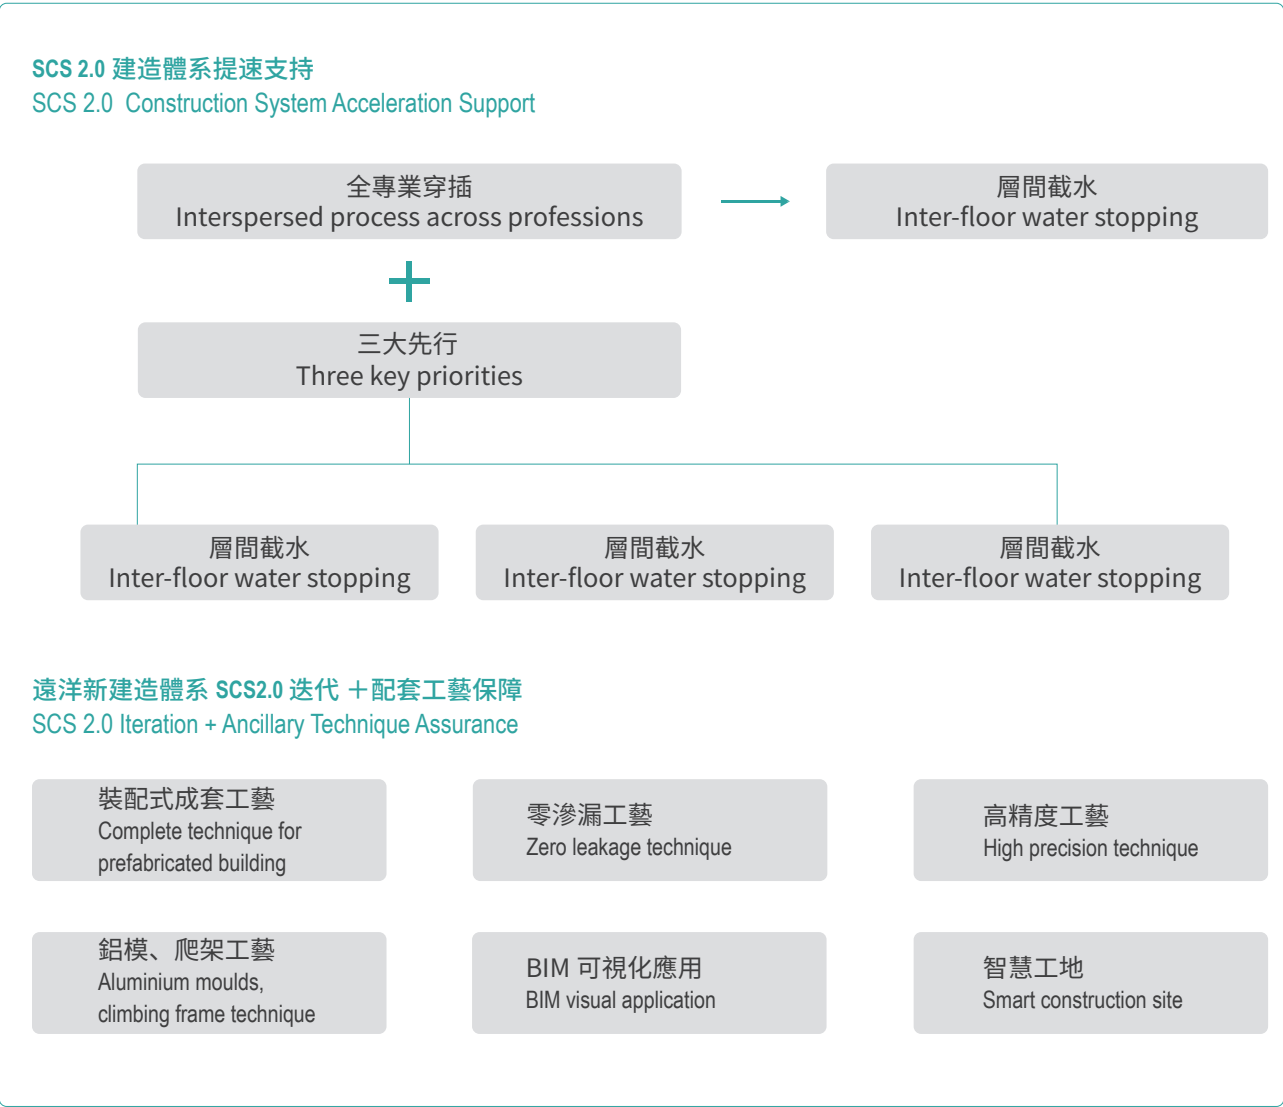 SCS 2.0 建造體系提速支持
SCS 2.0 Construction System Acceleration Support
全專業穿插
Interspersed process across professions
層間截水
Inter-floor water stopping
三大先行
Three key priorities
層間截水
Inter-floor water stopping
層間截水
Inter-floor water stopping
層間截水
Inter-floor water stopping
遠洋新建造體系 SCS2.0 迭代 ＋配套工藝保障
SCS 2.0 Iteration + Ancillary Technique Assurance
裝配式成套工藝
Complete technique for
prefabricated building
零滲漏工藝
Zero leakage technique
高精度工藝
High precision technique
鋁模、爬架工藝
Aluminium moulds,
climbing frame technique
BIM 可視化應用
BIM visual application
智慧工地
Smart construction site